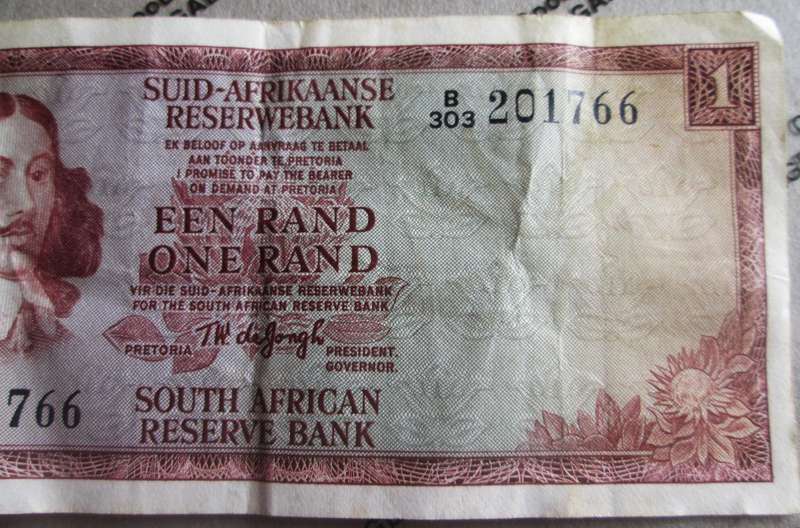 SUID-AFRIKAANSE
RESERWEBANK
B
303 201766
1
EK BELOOF OP AANVRAAG TE BETAAL
AAN TOONDER TE PRETORIA
I PROMISE TO PAY THE BEARER
ON DEMAND AT PRETORIA
EEN RAND
ONE RAND
VIR DIE SUID-AFRIKAANSE RESERWEBANK
FOR THE SOUTH AFRICAN RESERVE BANK
TW de Jongh
PRETORIA
PRESIDENT.
GOVERNOR.
766
SOUTH AFRICAN
RESERVE BANK